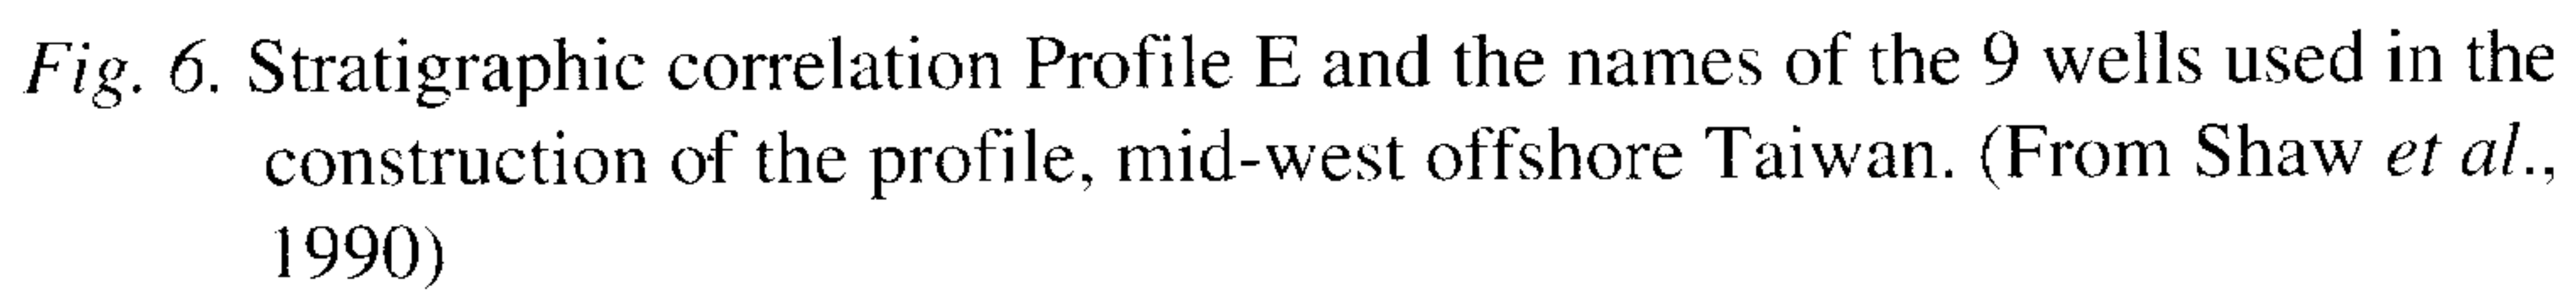 Fig. 6. Stratigraphic correlation Profile E and the names of the 9 wells used in the
construction of the profile, mid-west offshore Taiwan. (From Shaw et al.,
1990)